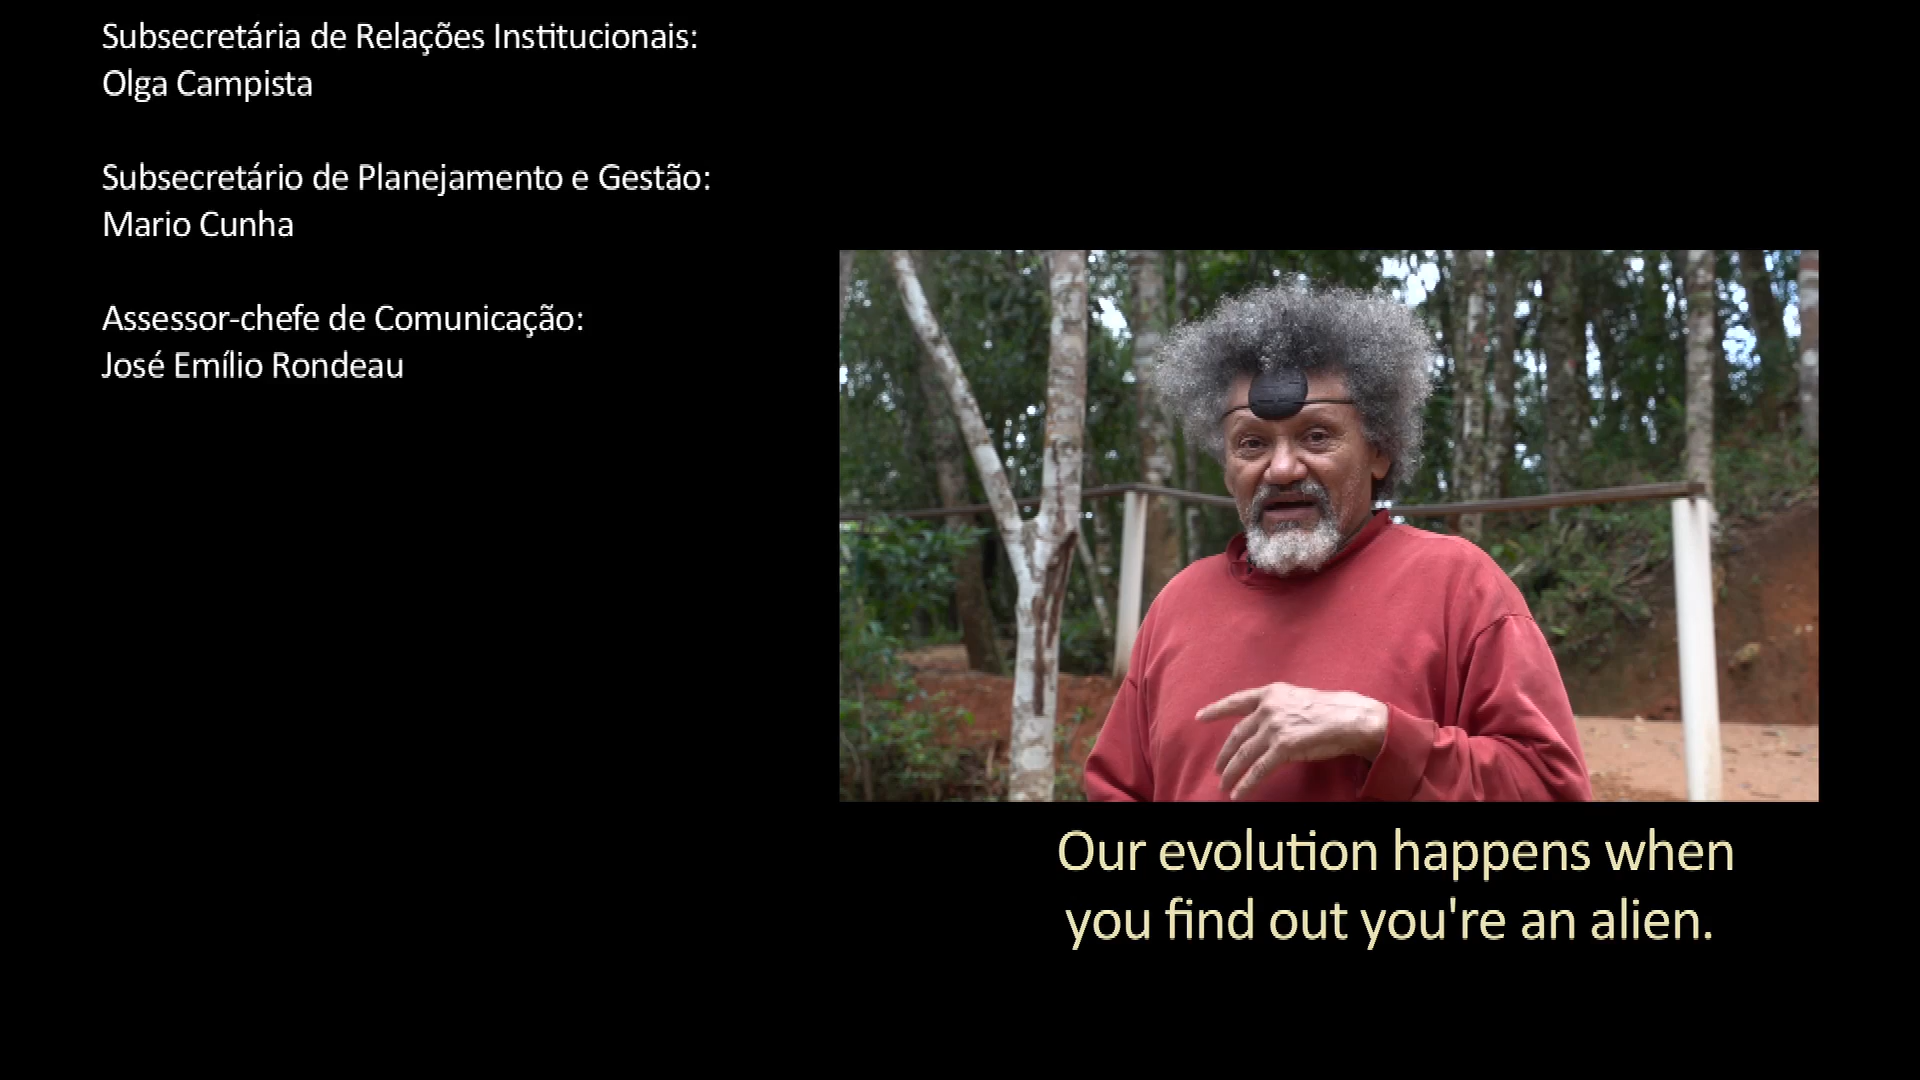 Subsecretária de Relações Institucionais:
Olga Campista
Subsecretário de Planejamento e Gestão:
Mario Cunha
Assessor-chefe de Comunicação:
José Emílio Rondeau
Our evolution happens when
you find out you're an alien.